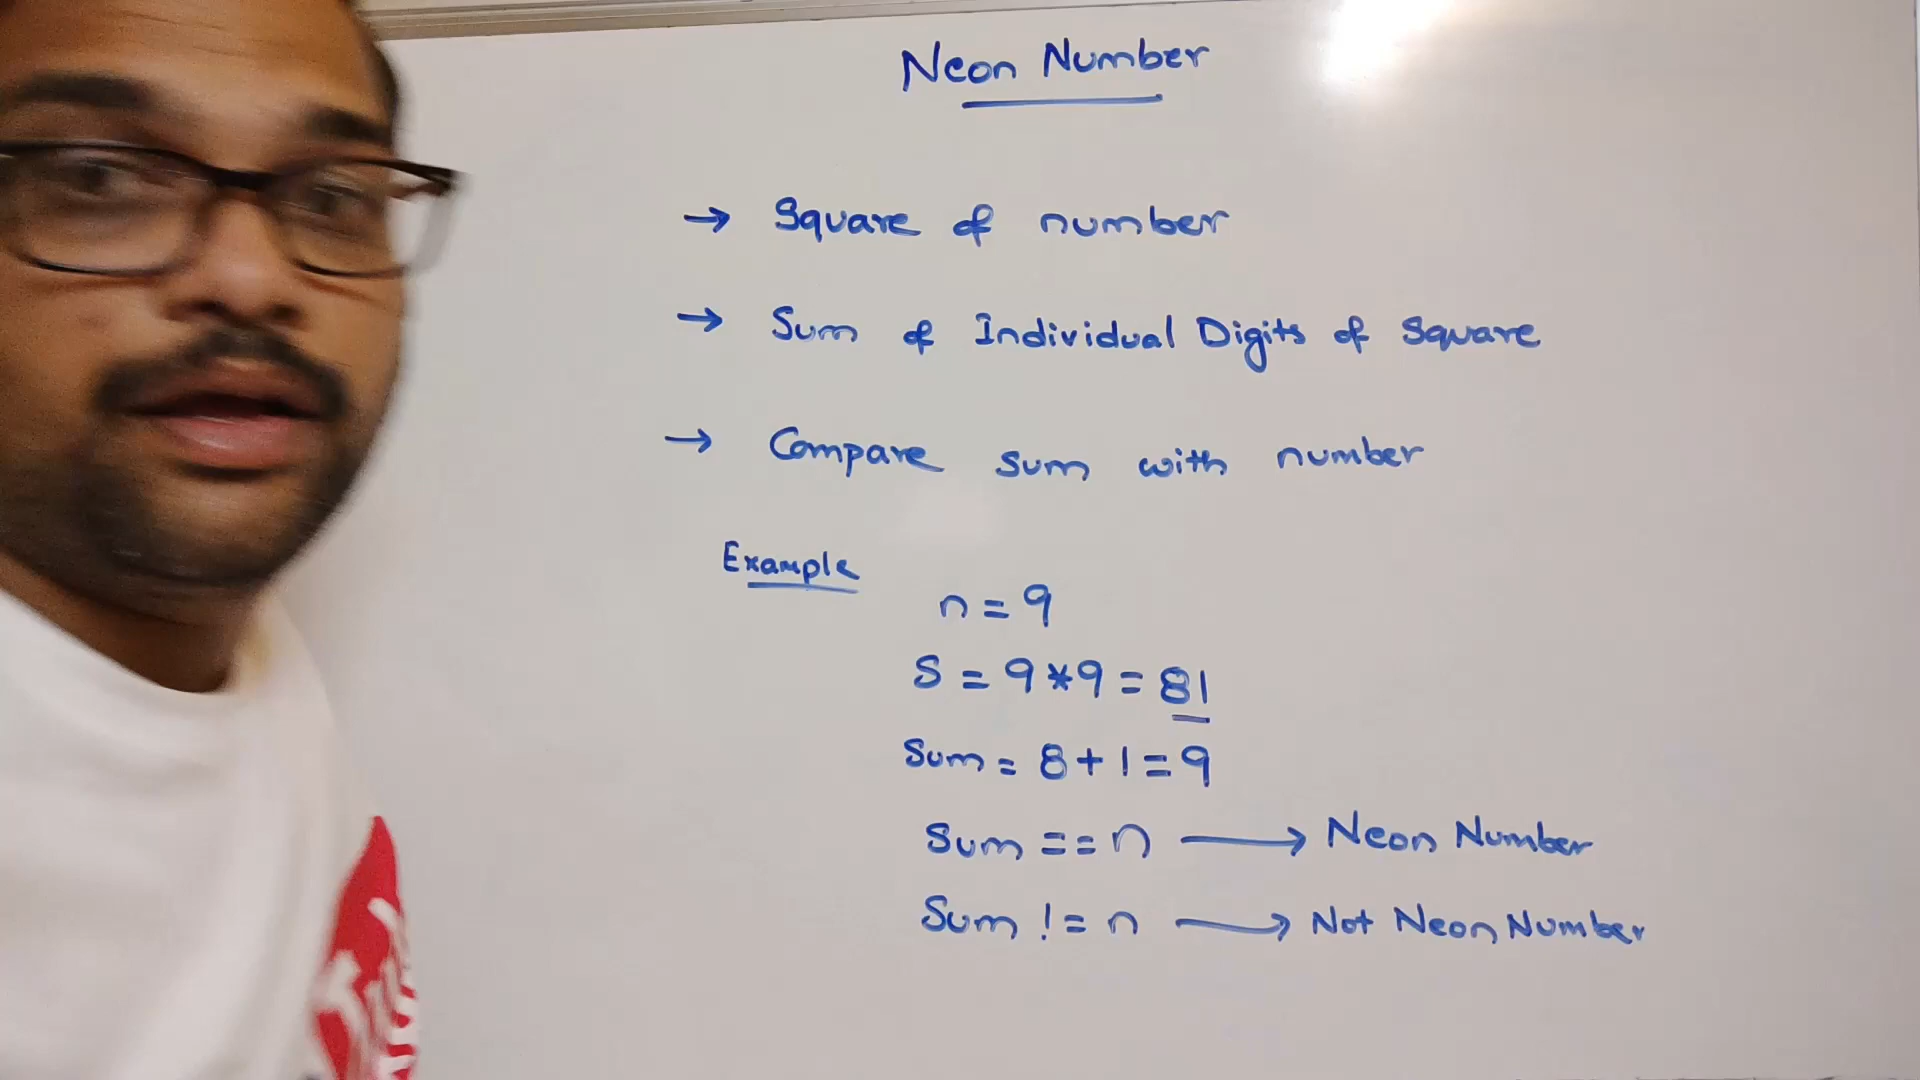 Neon Number
→ Square of number
→ Sum of Individual Digits of Square
→ Compare sum with number
Example
n = 9
S = 9*9 = 81
Sum = 8+1 = 9
Sum == n → Neon Number
Sum != n → Not Neon Number